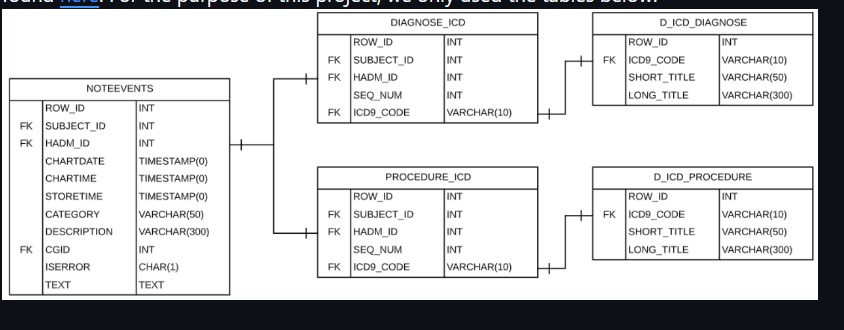 found here. For the purpose of this project, we only used the tables below.
NOTEEVENTS
ROW_ID INT
FK SUBJECT_ID INT
FK HADM_ID INT
CHARTDATE TIMESTAMP(0)
CHARTIME TIMESTAMP(0)
STORETIME TIMESTAMP(0)
CATEGORY VARCHAR(50)
DESCRIPTION VARCHAR(300)
FK CGID INT
ISERROR CHAR(1)
TEXT TEXT
DIAGNOSE_ICD
ROW_ID INT
FK SUBJECT_ID INT
FK HADM_ID INT
SEQ_NUM INT
FK ICD9_CODE VARCHAR(10)
D_ICD_DIAGNOSE
ROW_ID INT
FK ICD9_CODE VARCHAR(10)
SHORT_TITLE VARCHAR(50)
LONG_TITLE VARCHAR(300)
PROCEDURE_ICD
ROW_ID INT
FK SUBJECT_ID INT
FK HADM_ID INT
SEQ_NUM INT
FK ICD9_CODE VARCHAR(10)
D_ICD_PROCEDURE
ROW_ID INT
FK ICD9_CODE VARCHAR(10)
SHORT_TITLE VARCHAR(50)
LONG_TITLE VARCHAR(300)